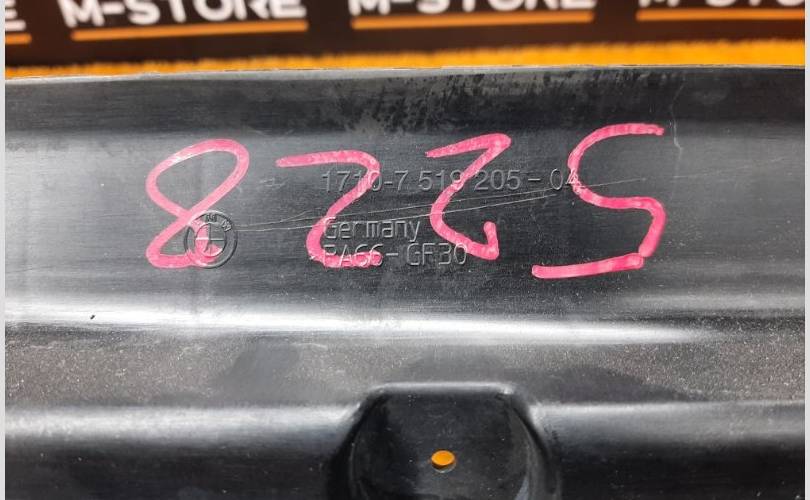 M-STORE M-STORE M-STORE
8225
1710-7 519 205-04
Germany
>PA66-GF30